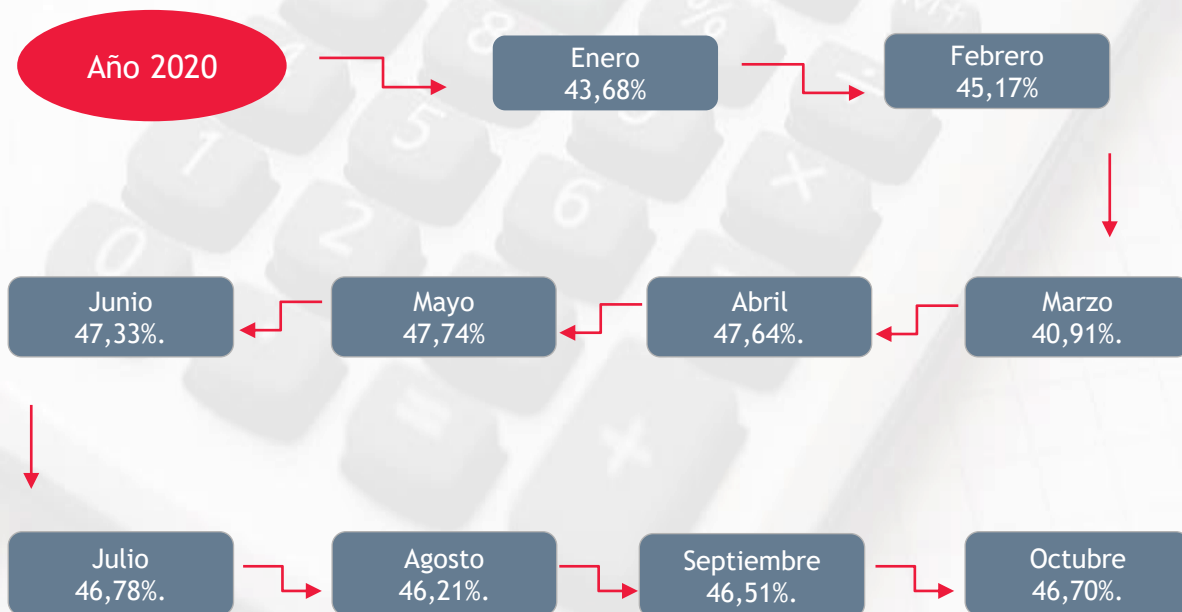 Año 2020
Enero
43,68%
Febrero
45,17%
Marzo
40,91%.
Abril
47,64%.
Mayo
47,74%
Junio
47,33%.
Julio
46,78%.
Agosto
46,21%.
Septiembre
46,51%.
Octubre
46,70%.